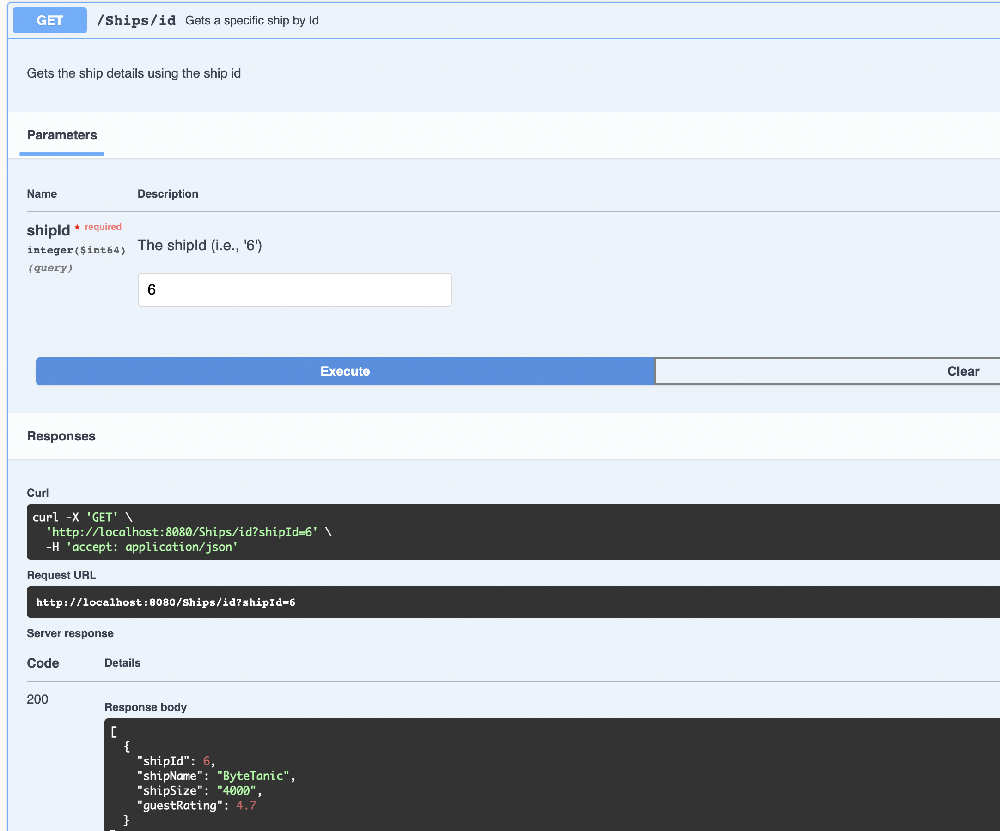 GET /Ships/id Gets a specific ship by Id
Gets the ship details using the ship id
Parameters
Name Description
shipId * required
integer($int64)
(query)
The shipId (i.e., '6')
6
Execute Clear
Responses
Curl
curl -X 'GET' \
'http://localhost:8080/Ships/id?shipId=6' \
-H 'accept: application/json'
Request URL
http://localhost:8080/Ships/id?shipId=6
Server response
Code Details
200
Response body
[
{
"shipId": 6,
"shipName": "ByteTanic",
"shipSize": "4000",
"guestRating": 4.7
}